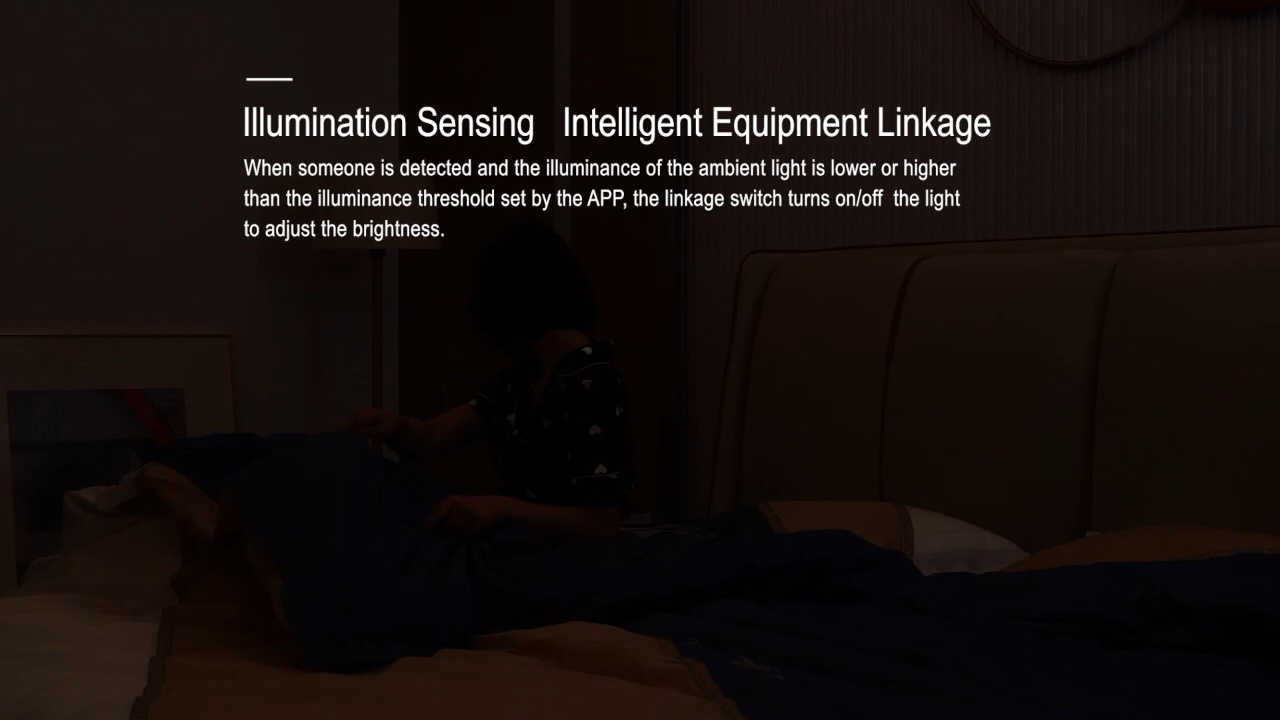 Illumination Sensing Intelligent Equipment Linkage
When someone is detected and the illuminance of the ambient light is lower or higher
than the illuminance threshold set by the APP, the linkage switch turns on/off the light
to adjust the brightness.